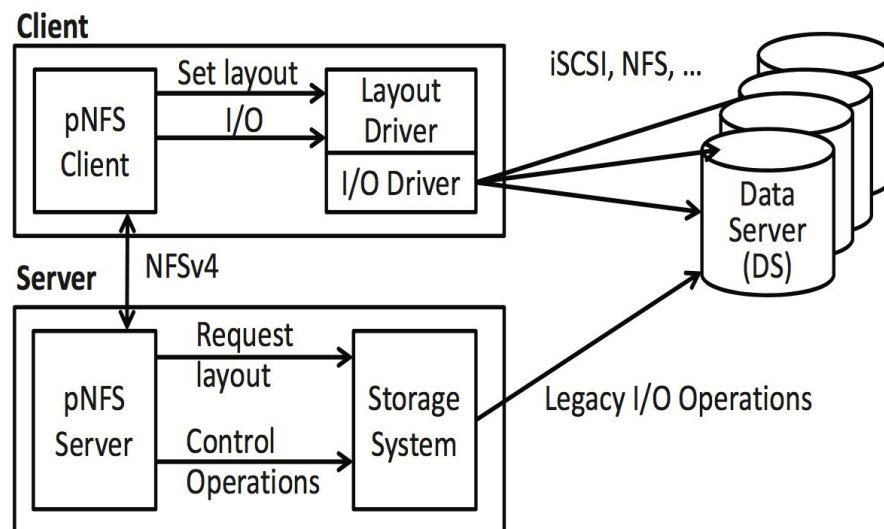 Client
pNFS
Client
Set layout
I/O
Layout
Driver
I/O Driver
iSCSI, NFS, ...
Data
Server
(DS)
NFSv4
Server
pNFS
Server
Request
layout
Control
Operations
Storage
System
Legacy I/O Operations